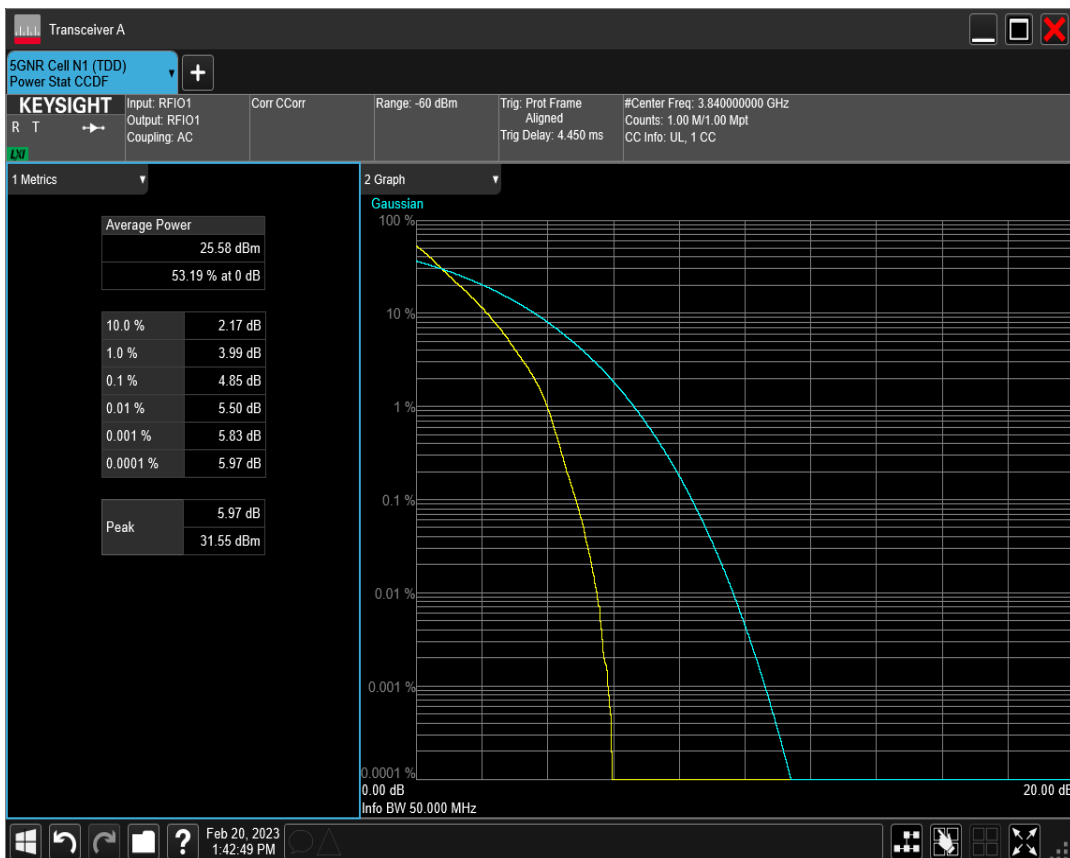 Transceiver A
5GNR Cell N1 (TDD)
Power Stat CCDF
KEYSIGHT
R T
LXI
Input: RFIO1
Output: RFIO1
Coupling: AC
Corr CCorr
Range: -60 dBm
Trig: Prot Frame
Aligned
Trig Delay: 4.450 ms
#Center Freq: 3.840000000 GHz
Counts: 1.00 M/1.00 Mpt
CC Info: UL, 1 CC
1 Metrics
Average Power
25.58 dBm
53.19 % at 0 dB
10.0 % 2.17 dB
1.0 % 3.99 dB
0.1 % 4.85 dB
0.01 % 5.50 dB
0.001 % 5.83 dB
0.0001 % 5.97 dB
Peak
5.97 dB
31.55 dBm
2 Graph
Gaussian
100 %
10 %
1 %
0.1 %
0.01 %
0.001 %
0.0001 %
0.00 dB 20.00 dB
Info BW 50.000 MHz
Feb 20, 2023
1:42:49 PM